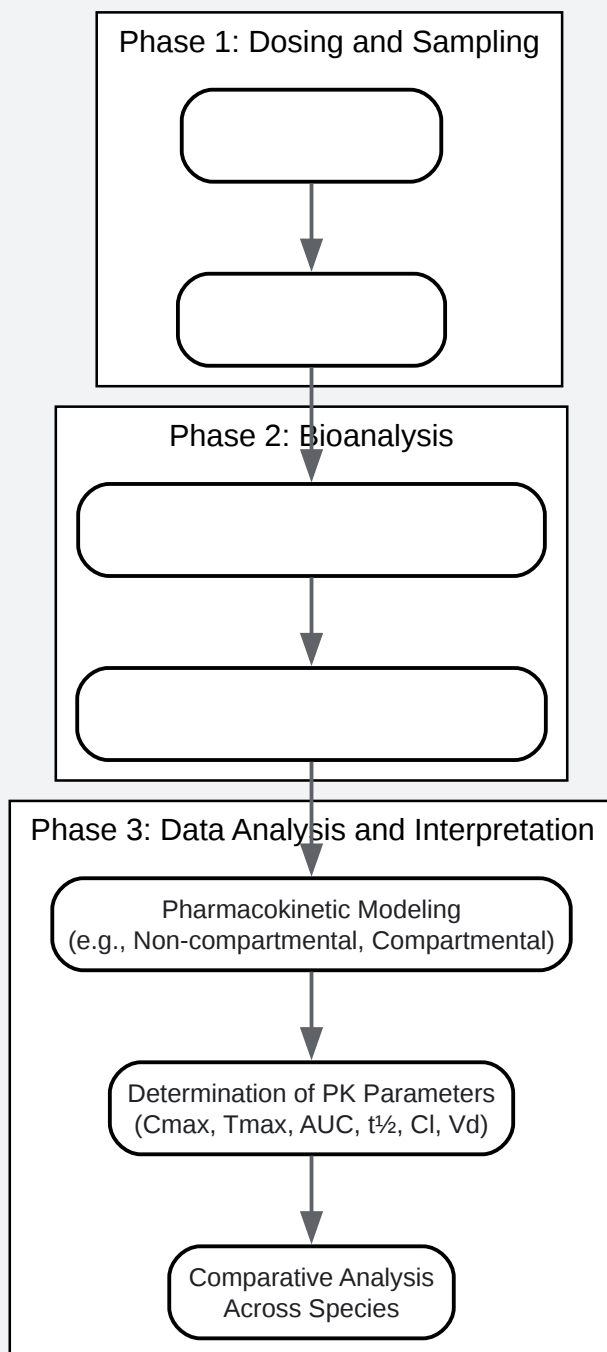 Phase 1: Dosing and Sampling
Phase 2: Bioanalysis
Phase 3: Data Analysis and Interpretation
Pharmacokinetic Modeling
(e.g., Non-compartmental, Compartmental)
Determination of PK Parameters
(Cmax, Tmax, AUC, t½, Cl, Vd)
Comparative Analysis
Across Species